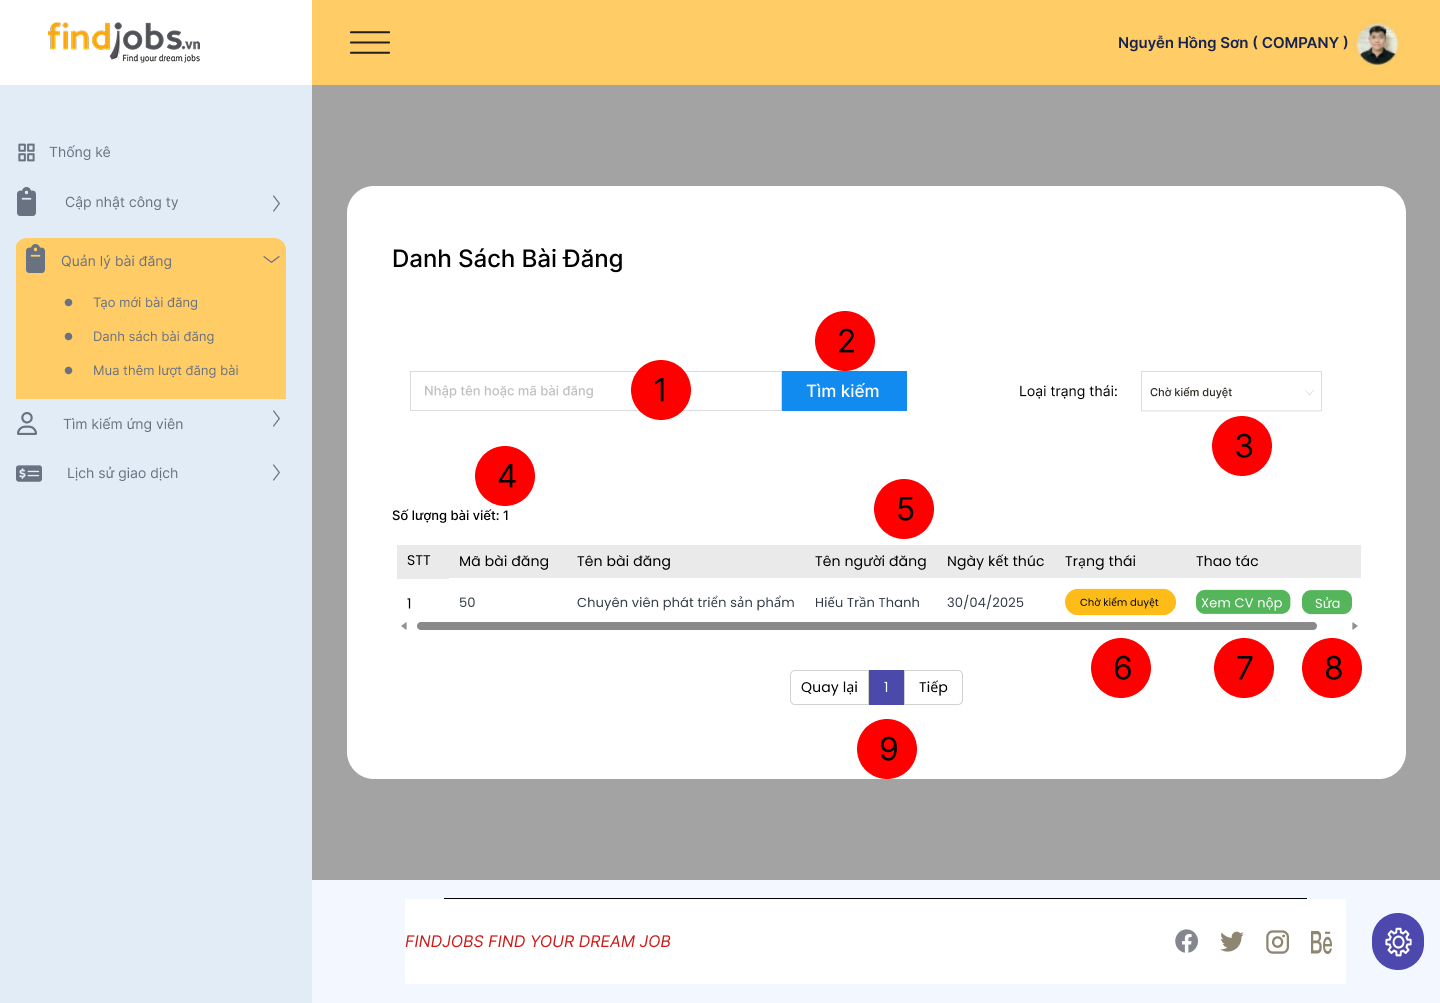 findjobs.vn
Find your dream jobs
Nguyễn Hồng Sơn ( COMPANY )
Thống kê
Cập nhật công ty
Quản lý bài đăng
Tạo mới bài đăng
Danh sách bài đăng
Mua thêm lượt đăng bài
Tìm kiếm ứng viên
Lịch sử giao dịch
Danh Sách Bài Đăng
2
Nhập tên hoặc mã bài đăng 1 Tìm kiếm Loại trạng thái: Chờ kiểm duyệt
3
4
5
Số lượng bài viết: 1
STT Mã bài đăng Tên bài đăng Tên người đăng Ngày kết thúc Trạng thái Thao tác
1 50 Chuyên viên phát triển sản phẩm Hiếu Trần Thanh 30/04/2025 Chờ kiểm duyệt Xem CV nộp Sửa
6 7 8
Quay lại 1 Tiếp
9
FINDJOBS FIND YOUR DREAM JOB